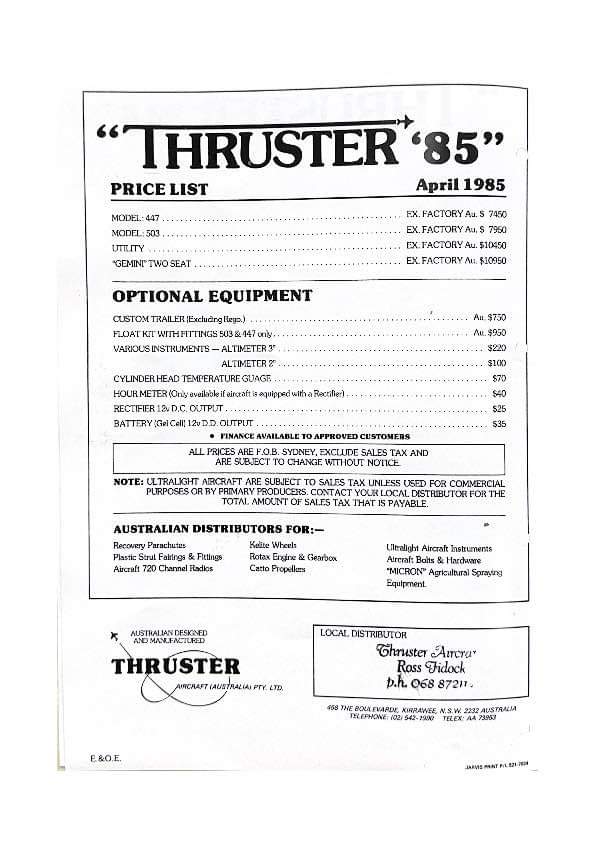 "THRUSTER '85"
PRICE LIST April 1985
MODEL: 447 EX. FACTORY Au. $ 7450
MODEL: 503 EX. FACTORY Au. $ 7950
UTILITY EX. FACTORY Au. $10450
"GEMINI" TWO SEAT EX. FACTORY Au. $10950
OPTIONAL EQUIPMENT
CUSTOM TRAILER (Excluding Rego.) Au. $750
FLOAT KIT WITH FITTINGS 503 & 447 only Au. $950
VARIOUS INSTRUMENTS — ALTIMETER 3" $220
ALTIMETER 2" $100
CYLINDER HEAD TEMPERATURE GUAGE $70
HOUR METER (Only available if aircraft is equipped with a Rectifier) $40
RECTIFIER 12v D.C. OUTPUT $25
BATTERY (Gel Cell) 12v D.D. OUTPUT $35
• FINANCE AVAILABLE TO APPROVED CUSTOMERS
ALL PRICES ARE F.O.B. SYDNEY, EXCLUDE SALES TAX AND
ARE SUBJECT TO CHANGE WITHOUT NOTICE.
NOTE: ULTRALIGHT AIRCRAFT ARE SUBJECT TO SALES TAX UNLESS USED FOR COMMERCIAL
PURPOSES OR BY PRIMARY PRODUCERS. CONTACT YOUR LOCAL DISTRIBUTOR FOR THE
TOTAL AMOUNT OF SALES TAX THAT IS PAYABLE.
AUSTRALIAN DISTRIBUTORS FOR:—
Recovery Parachutes
Plastic Strut Fairings & Fittings
Aircraft 720 Channel Radios
Kelite Wheels
Rotax Engine & Gearbox
Catto Propellers
Ultralight Aircraft Instruments
Aircraft Bolts & Hardware
"MICRON" Agricultural Spraying
Equipment.
AUSTRALIAN DESIGNED
AND MANUFACTURED
THRUSTER
AIRCRAFT (AUSTRALIA) PTY. LTD.
LOCAL DISTRIBUTOR
Thruster
Ross Fidock
p.h. 068 87211
458 THE BOULEVARDE, KIRRAWEE, N.S.W. 2232 AUSTRALIA
TELEPHONE: (02) 542-1900 TELEX: AA 73953
E.&O.E.
JARVIS PRINT P/L